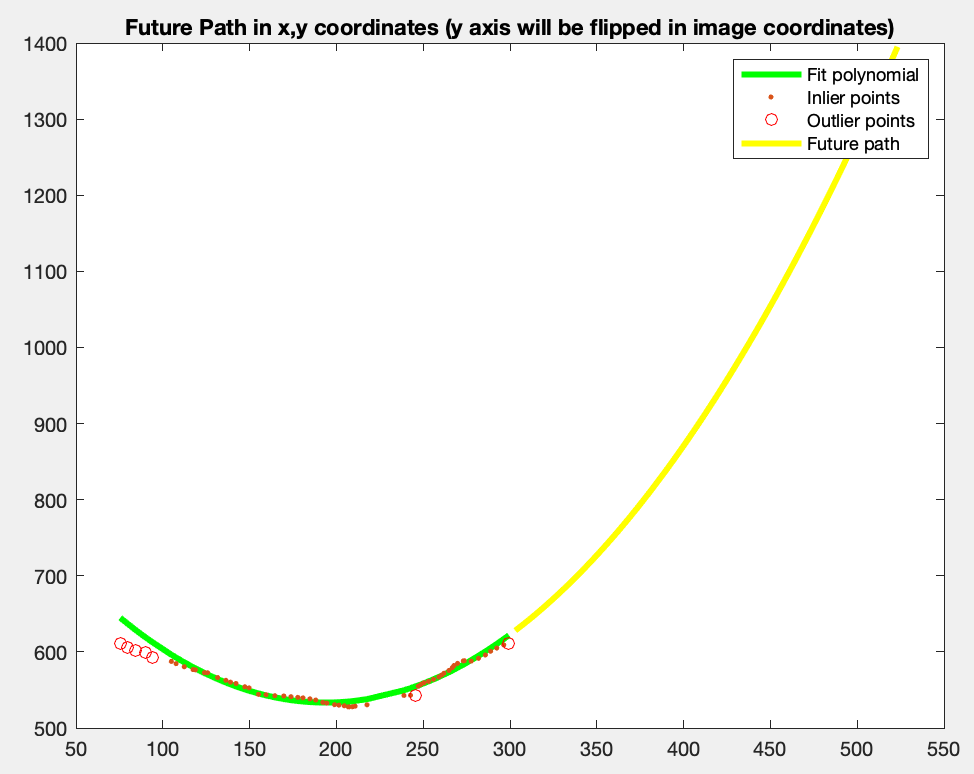 Future Path in x,y coordinates (y axis will be flipped in image coordinates)
1400
1300
1200
1100
1000
900
800
700
600
500
Fit polynomial
Inlier points
Outlier points
Future path
50 100 150 200 250 300 350 400 450 500 550